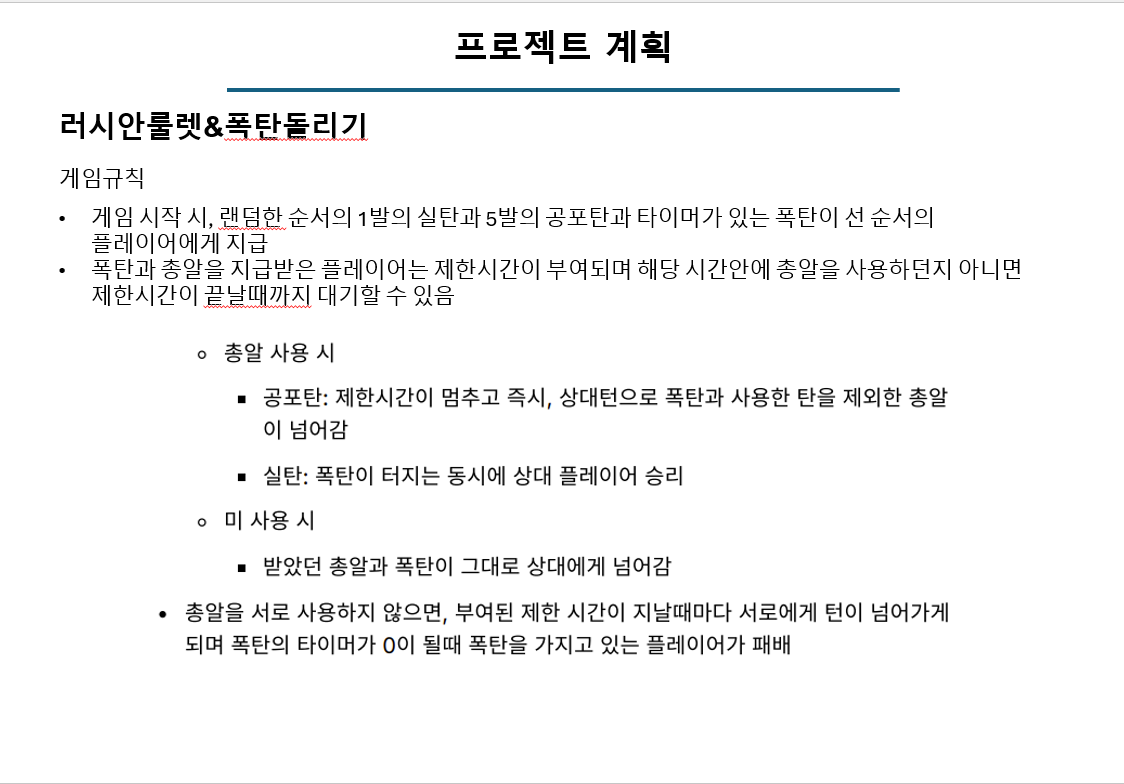 프로젝트 계획
러시안룰렛&폭탄돌리기
게임규칙
• 게임 시작 시, 랜덤한 순서의 1발의 실탄과 5발의 공포탄과 타이머가 있는 폭탄이 선 순서의
플레이어에게 지급
• 폭탄과 총알을 지급받은 플레이어는 제한시간이 부여되며 해당 시간안에 총알을 사용하던지 아니면
제한시간이 끝날때까지 대기할 수 있음
○ 총알 사용 시
■ 공포탄: 제한시간이 멈추고 즉시, 상대턴으로 폭탄과 사용한 탄을 제외한 총알
이 넘어감
■ 실탄: 폭탄이 터지는 동시에 상대 플레이어 승리
○ 미 사용 시
■ 받았던 총알과 폭탄이 그대로 상대에게 넘어감
• 총알을 서로 사용하지 않으면, 부여된 제한 시간이 지날때마다 서로에게 턴이 넘어가게
되며 폭탄의 타이머가 0이 될때 폭탄을 가지고 있는 플레이어가 패배